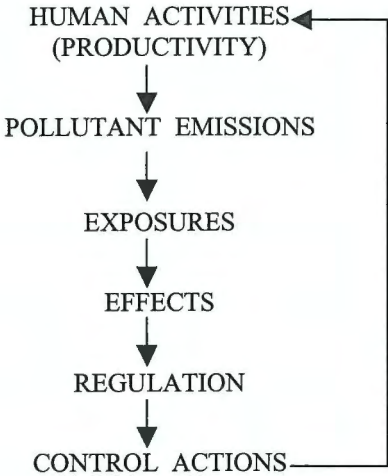 HUMAN ACTIVITIES
(PRODUCTIVITY)
POLLUTANT EMISSIONS
EXPOSURES
EFFECTS
REGULATION
CONTROL ACTIONS